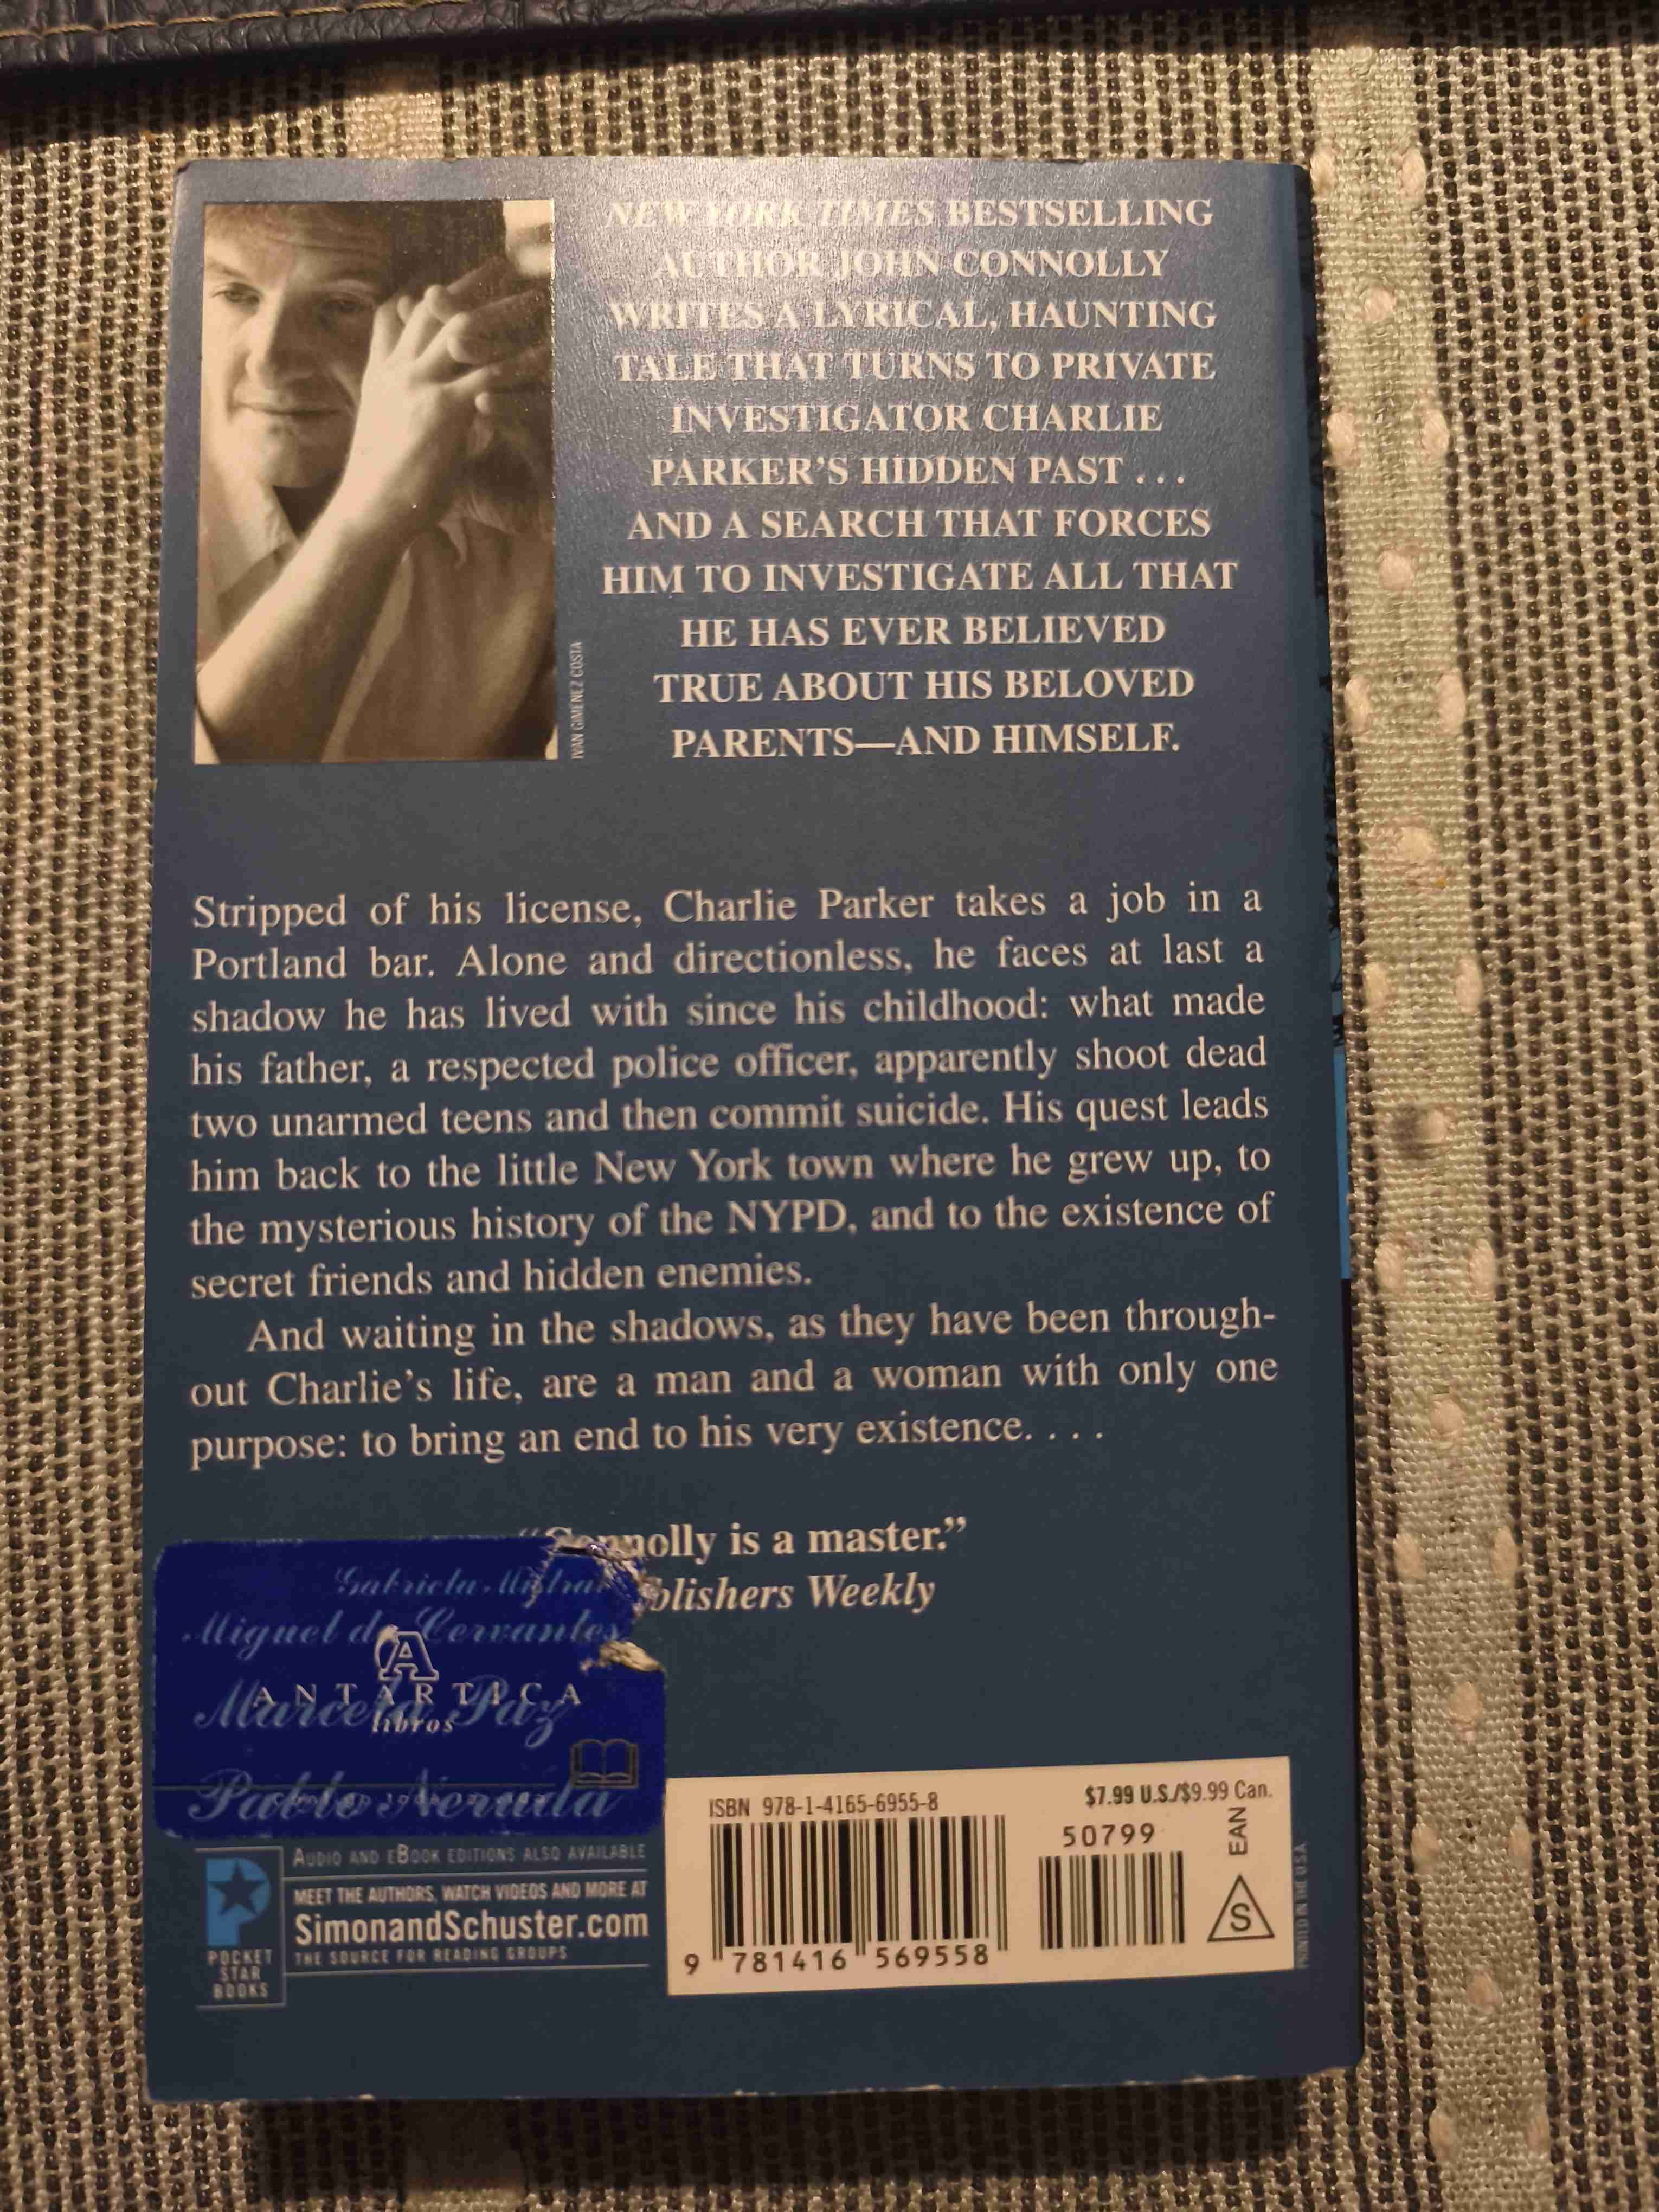 NEW YORK TIMES BESTSELLING
AUTHOR JOHN CONNOLLY
WRITES A LYRICAL, HAUNTING
TALE THAT TURNS TO PRIVATE
INVESTIGATOR CHARLIE
PARKER'S HIDDEN PAST . . .
AND A SEARCH THAT FORCES
HIM TO INVESTIGATE ALL THAT
HE HAS EVER BELIEVED
TRUE ABOUT HIS BELOVED
PARENTS—AND HIMSELF.
IVAN GIMENEZ COSTA
Stripped of his license, Charlie Parker takes a job in a
Portland bar. Alone and directionless, he faces at last a
shadow he has lived with since his childhood: what made
his father, a respected police officer, apparently shoot dead
two unarmed teens and then commit suicide. His quest leads
him back to the little New York town where he grew up, to
the mysterious history of the NYPD, and to the existence of
secret friends and hidden enemies.
And waiting in the shadows, as they have been through-
out Charlie's life, are a man and a woman with only one
purpose: to bring an end to his very existence. . . .
"Connolly is a master."
blishers Weekly
Gabriela Mistral
Miguel de Cervantes
A
ANTARTICA
Marcela Paz
libros
Pablo Neruda
POCKET
STAR
BOOKS
AUDIO AND EBOOK EDITIONS ALSO AVAILABLE
MEET THE AUTHORS, WATCH VIDEOS AND MORE AT
SimonandSchuster.com
THE SOURCE FOR READING GROUPS
ISBN 978-1-4165-6955-8
$7.99 U.S./$9.99 Can.
50799
EAN
S
9 781416 569558
PRINTED IN THE U.S.A.